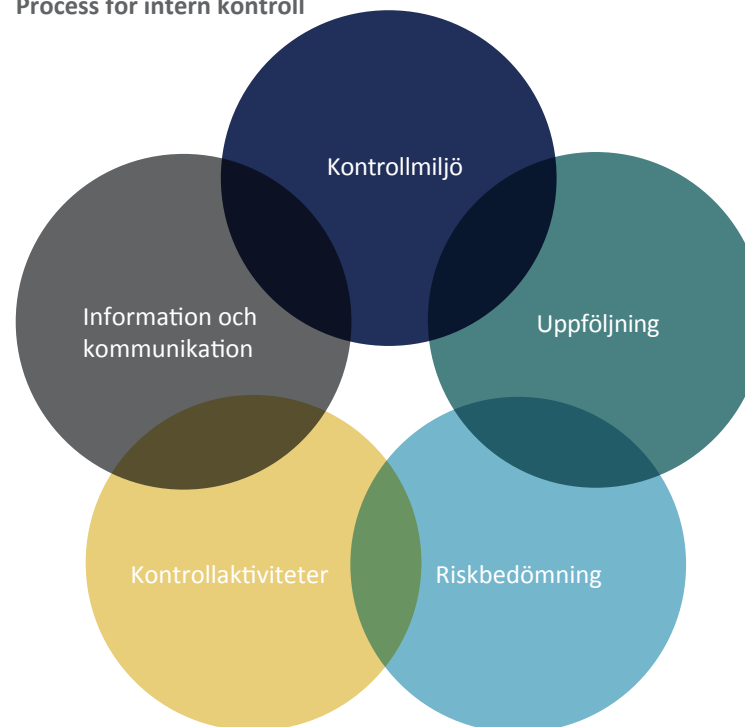 Process för intern kontroll
Kontrollmiljö
Information och
kommunikation
Uppföljning
Kontrollaktiviteter
Riskbedömning